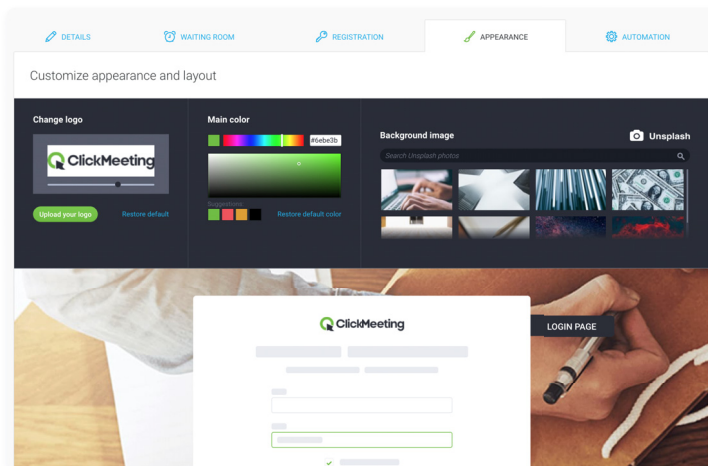 DETAILS
WAITING ROOM
REGISTRATION
APPEARANCE
AUTOMATION
Customize appearance and layout
Change logo
ClickMeeting
Upload your logo
Restore default
Main color
#6ebe3b
Suggestions
Restore default color
Background image
Unsplash
Search Unsplash photos
ClickMeeting
LOGIN PAGE